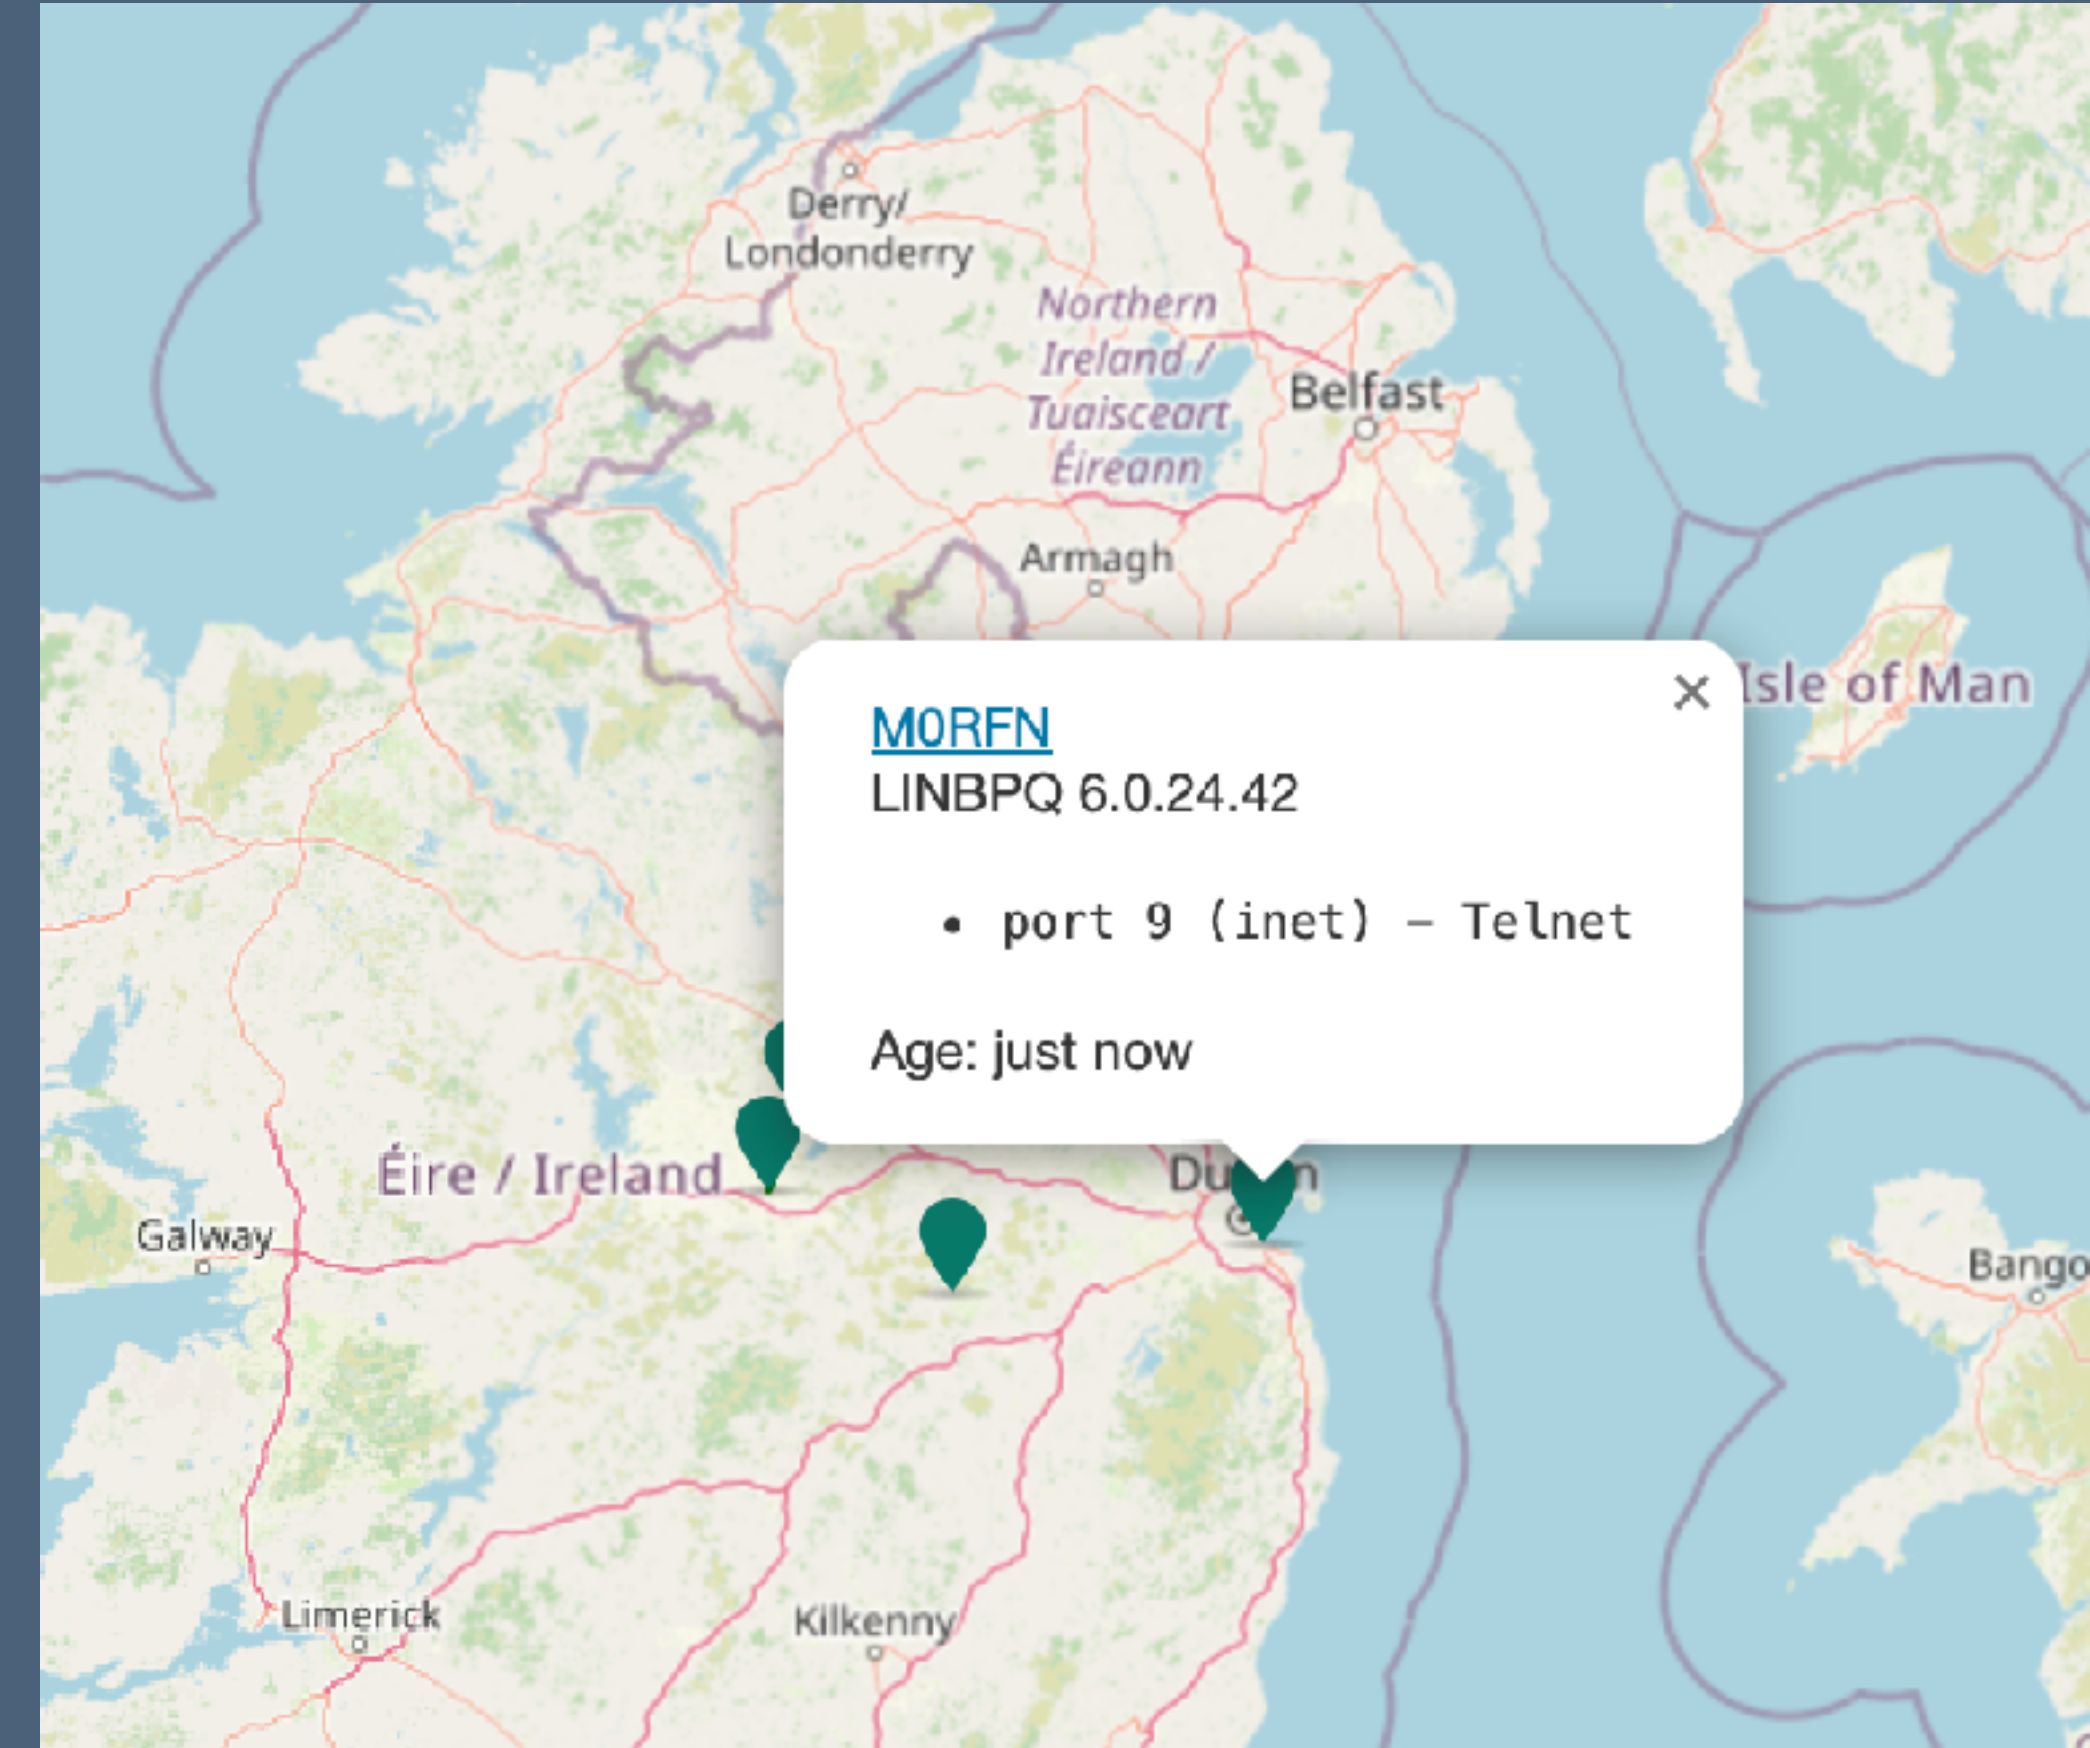 Derry/
Londonderry
Northern
Ireland /
Tuaisceart
Éireann
Belfast
Armagh
Isle of Man
×
M0RFN
LINBPQ 6.0.24.42
• port 9 (inet) – Telnet
Age: just now
Éire / Ireland
Galway
Limerick
Kilkenny